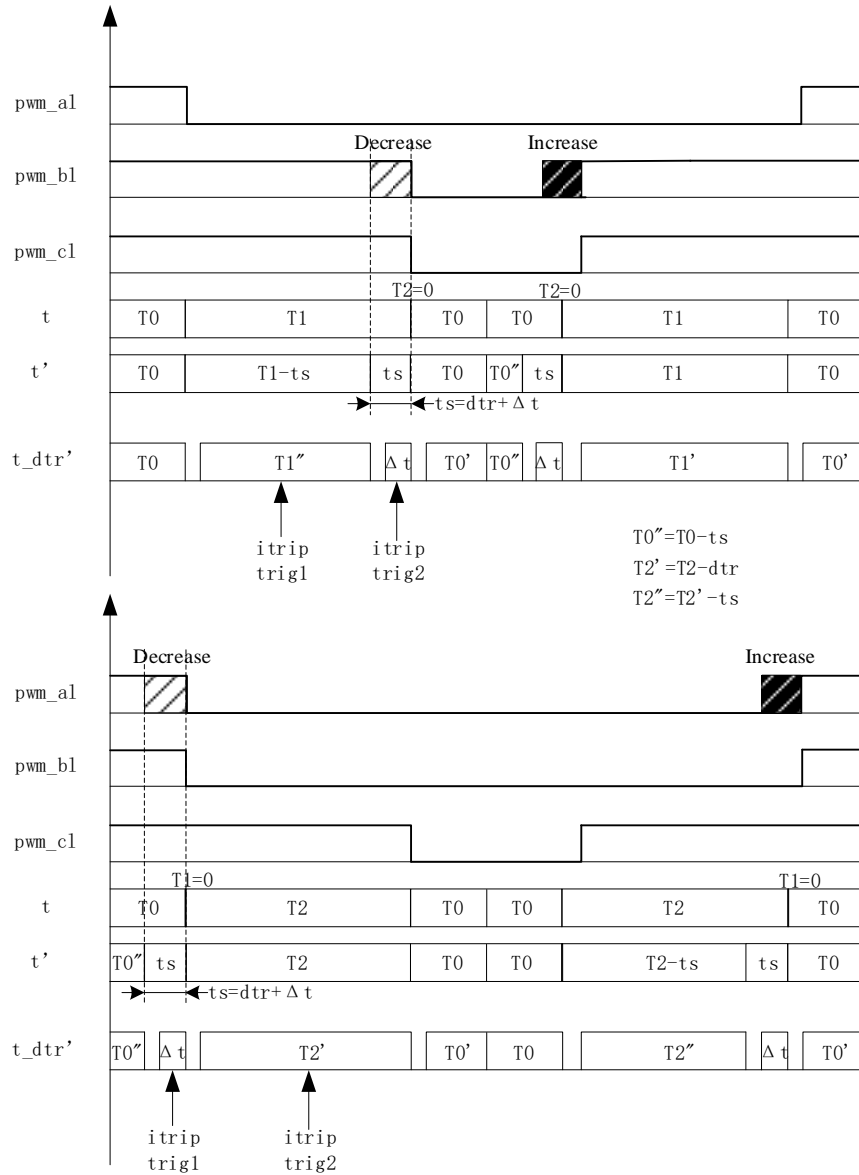 pwm_al
Decrease Increase
pwm_bl
pwm_cl
T2=0 T2=0
t T0 T1 T0 T0 T1 T0
t’ T0 T1-ts ts T0 T0″ ts T1 T0
ts=dtr+Δt
t_dtr’ T0 T1″ Δt T0’ T0″ Δt T1’ T0’
itrip itrip
trig1 trig2
T0″=T0-ts
T2’=T2-dtr
T2″=T2’-ts
Decrease Increase
pwm_al
pwm_bl
pwm_cl
T1=0 T1=0
t T0 T2 T0 T0 T2 T0
t’ T0″ ts T2 T0 T0 T2-ts ts T0
ts=dtr+Δt
t_dtr’ T0″ Δt T2’ T0’ T0 T2″ Δt T0’
itrip itrip
trig1 trig2